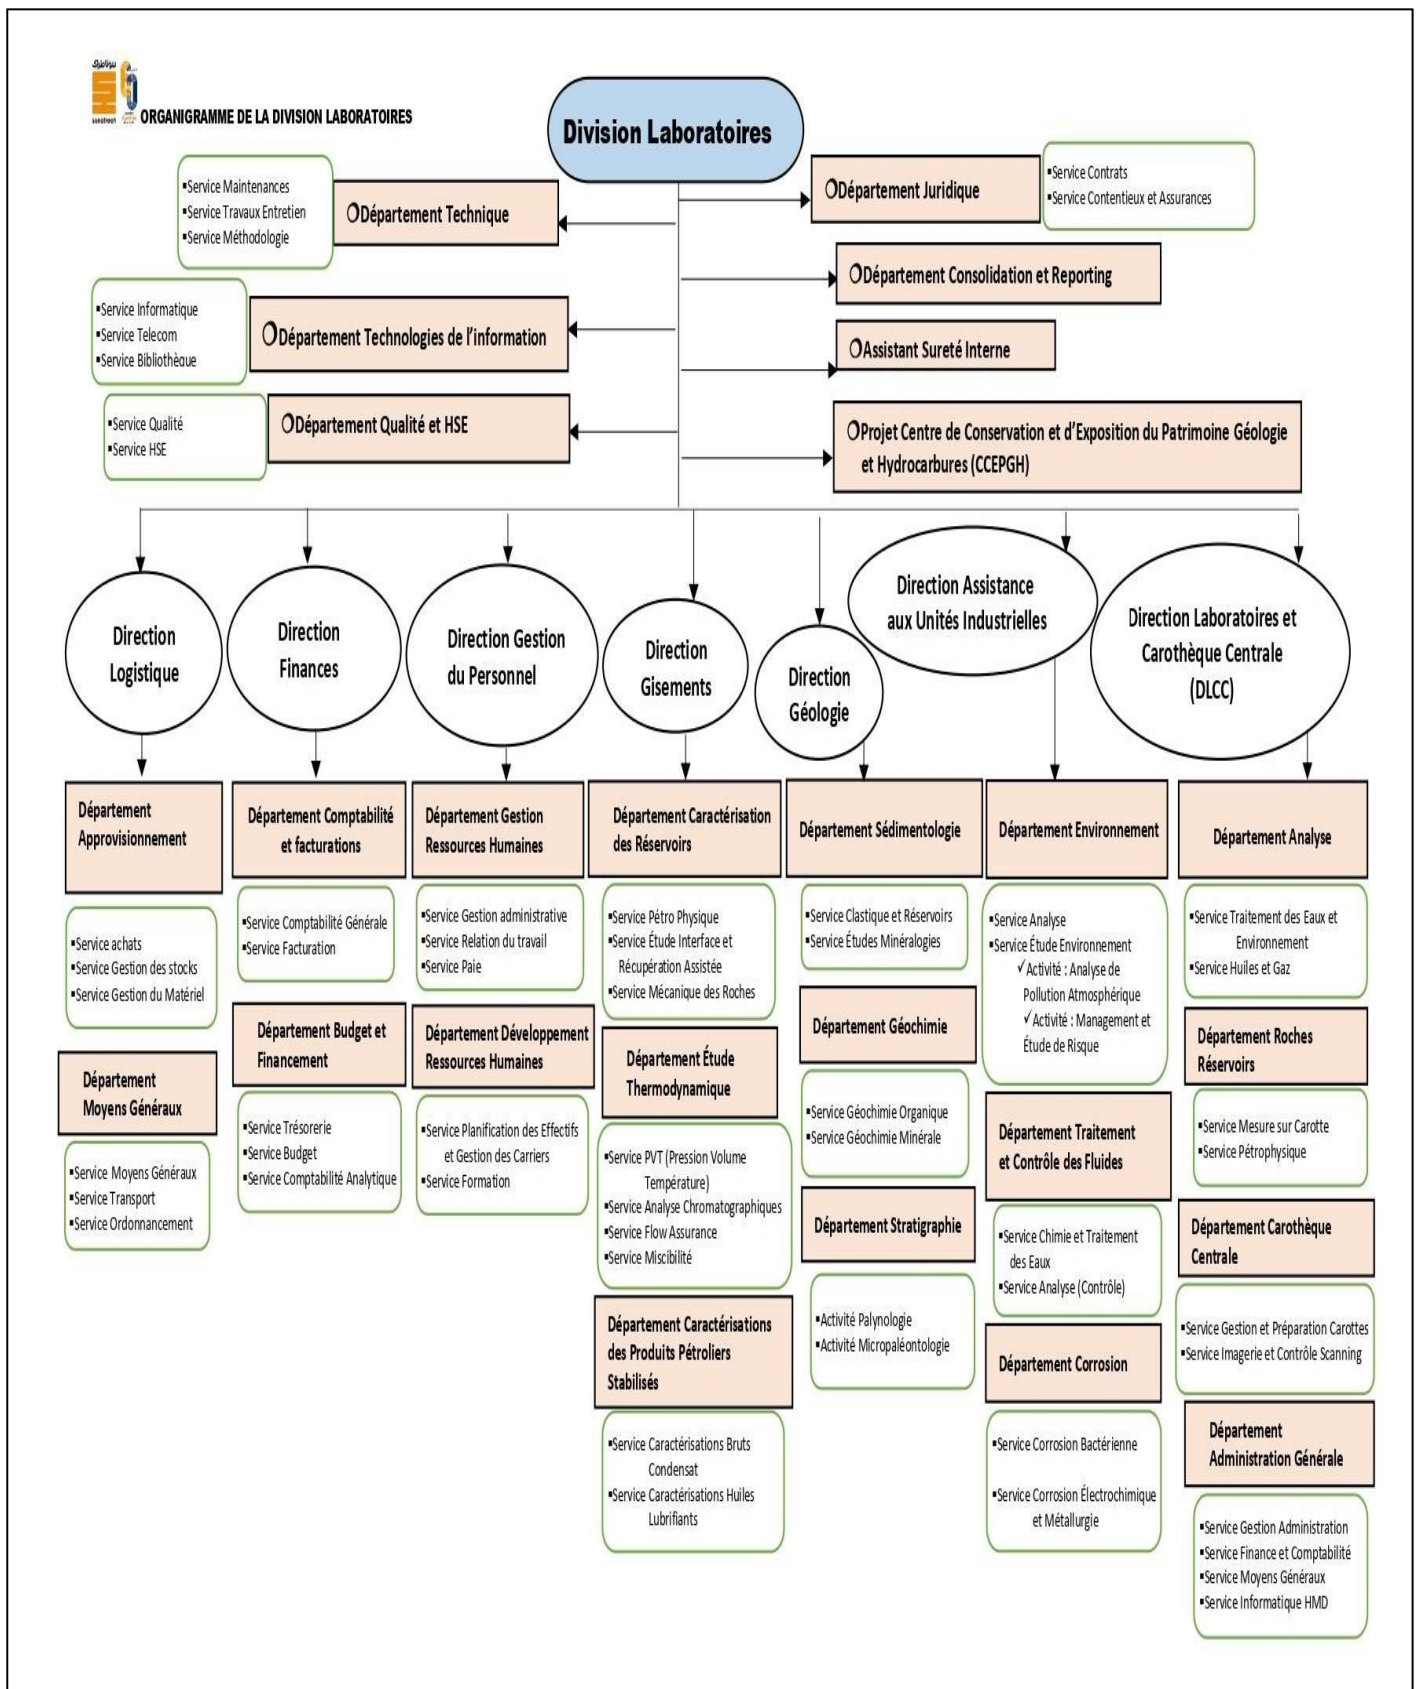 سوناطراك
sonatrach
ORGANIGRAMME DE LA DIVISION LABORATOIRES
Division Laboratoires
▪Service Maintenances
▪Service Travaux Entretien
▪Service Méthodologie
Département Technique
Département Juridique
▪Service Contrats
▪Service Contentieux et Assurances
Département Consolidation et Reporting
▪Service Informatique
▪Service Telecom
▪Service Bibliothèque
Département Technologies de l’information
Assistant Sureté Interne
▪Service Qualité
▪Service HSE
Département Qualité et HSE
Projet Centre de Conservation et d’Exposition du Patrimoine Géologie
et Hydrocarbures (CCEPGH)
Direction
Logistique
Direction
Finances
Direction Gestion
du Personnel
Direction
Gisements
Direction
Géologie
Direction Assistance
aux Unités Industrielles
Direction Laboratoires et
Carothèque Centrale
(DLCC)
Département
Approvisionnement
▪Service achats
▪Service Gestion des stocks
▪Service Gestion du Matériel
Département
Moyens Généraux
▪Service Moyens Généraux
▪Service Transport
▪Service Ordonnancement
Département Comptabilité
et facturations
▪Service Comptabilité Générale
▪Service Facturation
Département Budget et
Financement
▪Service Trésorerie
▪Service Budget
▪Service Comptabilité Analytique
Département Gestion
Ressources Humaines
▪Service Gestion administrative
▪Service Relation du travail
▪Service Paie
Département Développement
Ressources Humaines
▪Service Planification des Effectifs
et Gestion des Carriers
▪Service Formation
Département Caractérisation
des Réservoirs
▪Service Pétro Physique
▪Service Étude Interface et
Récupération Assistée
▪Service Mécanique des Roches
Département Étude
Thermodynamique
▪Service PVT (Pression Volume
Température)
▪Service Analyse Chromatographiques
▪Service Flow Assurance
▪Service Miscibilité
Département Caractérisations
des Produits Pétroliers
Stabilisés
▪Service Caractérisations Bruts
Condensat
▪Service Caractérisations Huiles
Lubrifiants
Département Sédimentologie
▪Service Clastique et Réservoirs
▪Service Études Minéralogies
Département Géochimie
▪Service Géochimie Organique
▪Service Géochimie Minérale
Département Stratigraphie
▪Activité Palynologie
▪Activité Micropaléontologie
Département Environnement
▪Service Analyse
▪Service Étude Environnement
✓Activité : Analyse de
Pollution Atmosphérique
✓Activité : Management et
Étude de Risque
Département Traitement
et Contrôle des Fluides
▪Service Chimie et Traitement
des Eaux
▪Service Analyse (Contrôle)
Département Corrosion
▪Service Corrosion Bactérienne
▪Service Corrosion Électrochimique
et Métallurgie
Département Analyse
▪Service Traitement des Eaux et
Environnement
▪Service Huiles et Gaz
Département Roches
Réservoirs
▪Service Mesure sur Carotte
▪Service Pétrophysique
Département Carothèque
Centrale
▪Service Gestion et Préparation Carottes
▪Service Imagerie et Contrôle Scanning
Département
Administration Générale
▪Service Gestion Administration
▪Service Finance et Comptabilité
▪Service Moyens Généraux
▪Service Informatique HMD